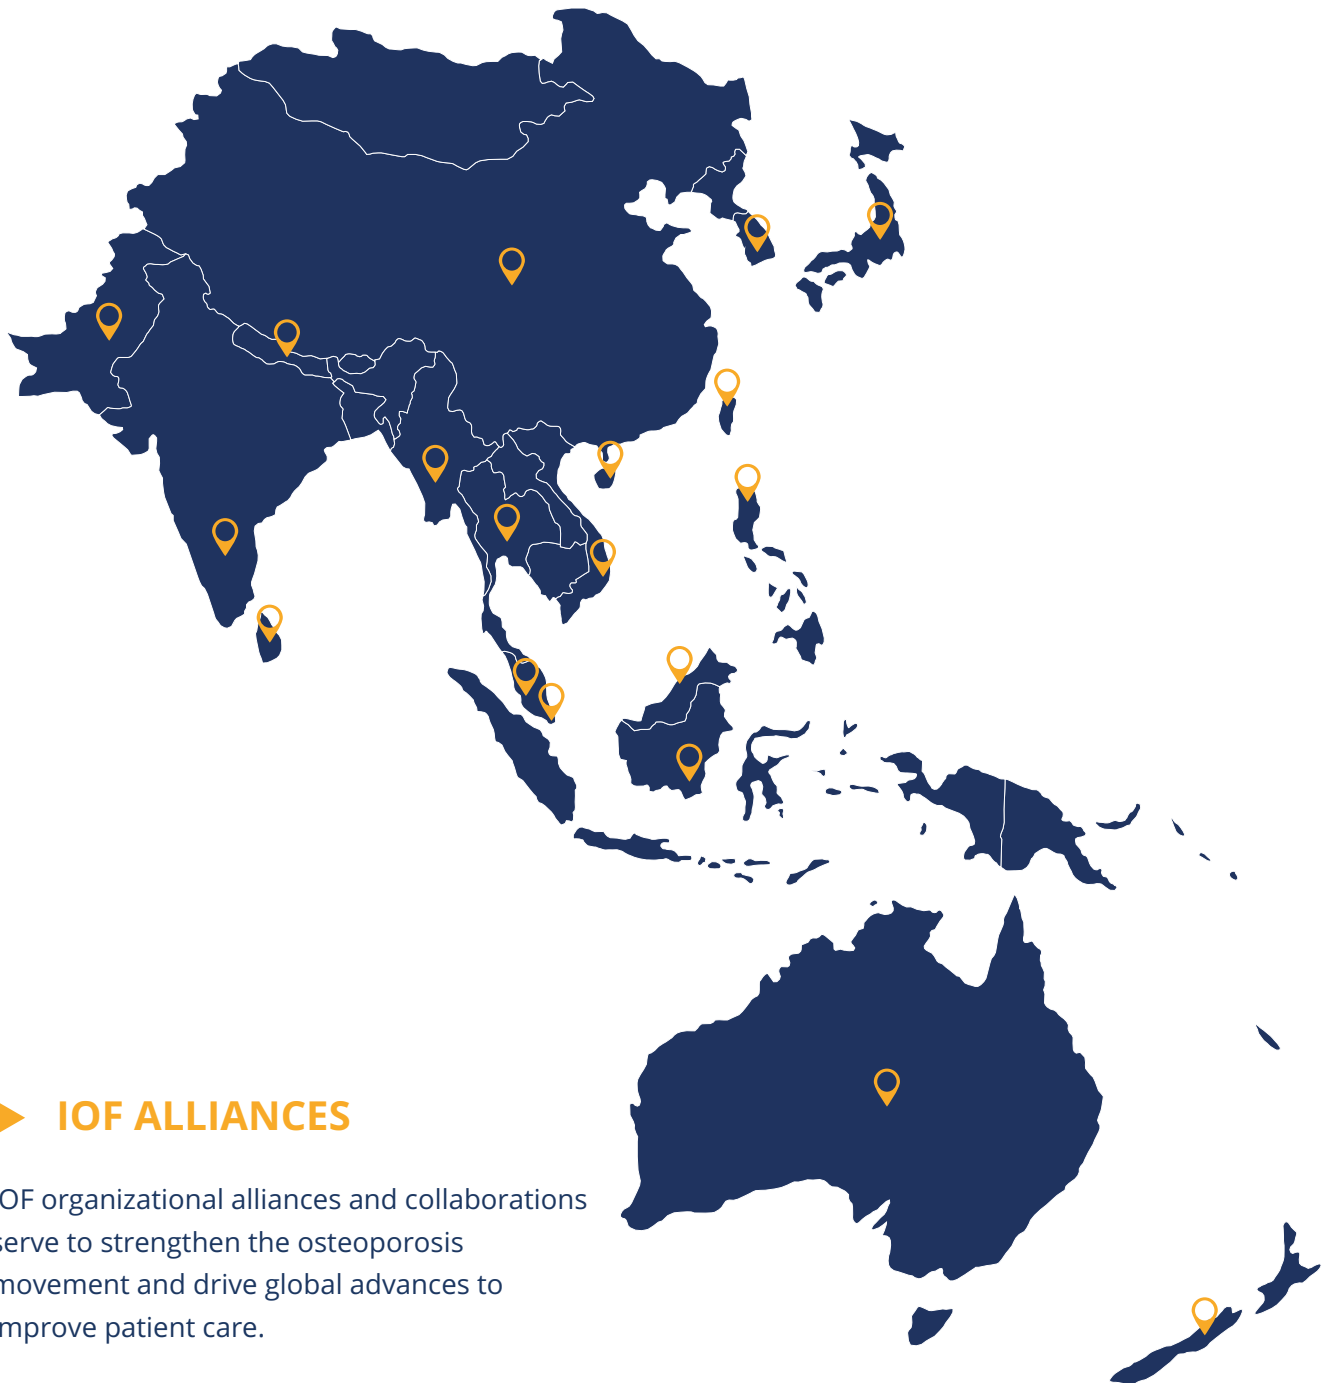 IOF ALLIANCES
OF organizational alliances and collaborations
serve to strengthen the osteoporosis
movement and drive global advances to
improve patient care.